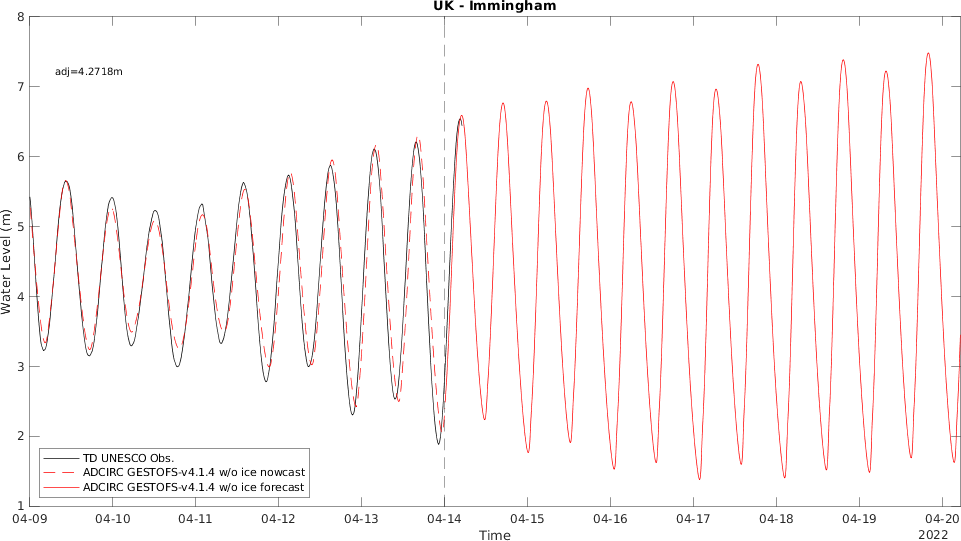 UK - Immingham
8
adj=4.2718m
7
6
5
4
3
2
1
Water Level (m)
TD UNESCO Obs.
ADCIRC GESTOFS-v4.1.4 w/o ice nowcast
ADCIRC GESTOFS-v4.1.4 w/o ice forecast
04-09 04-10 04-11 04-12 04-13 04-14 04-15 04-16 04-17 04-18 04-19 04-20
Time
2022